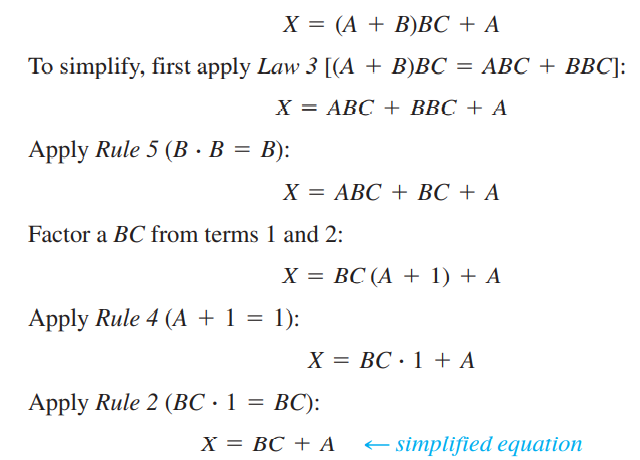 X = (A + B)BC + A
To simplify, first apply Law 3 [(A + B)BC = ABC + BBC]:
X = ABC + BBC + A
Apply Rule 5 (B · B = B):
X = ABC + BC + A
Factor a BC from terms 1 and 2:
X = BC(A + 1) + A
Apply Rule 4 (A + 1 = 1):
X = BC · 1 + A
Apply Rule 2 (BC · 1 = BC):
X = BC + A ← simplified equation